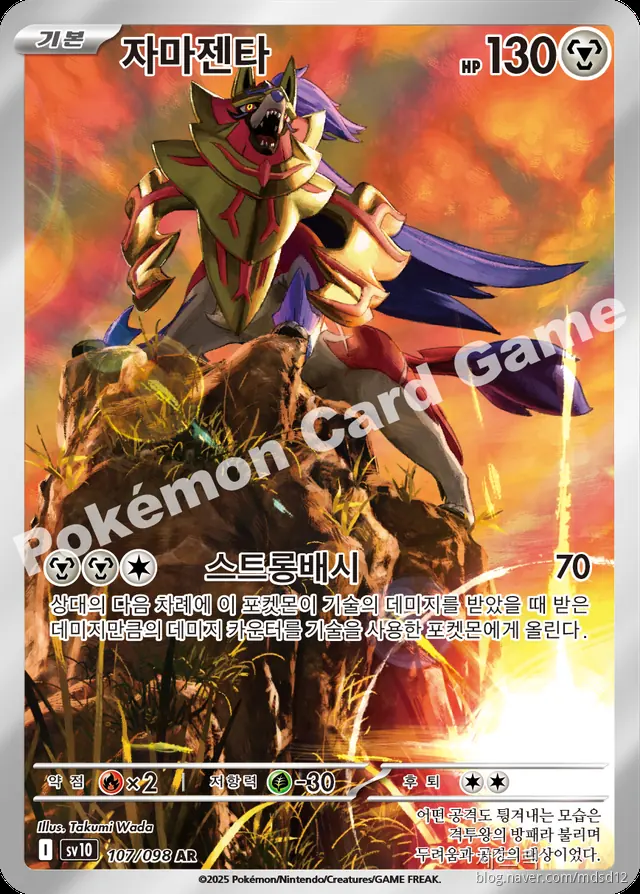 기본 자마젠타 HP 130
Pokémon Card Game
스트롱배시 70
상대의 다음 차례에 이 포켓몬이 기술의 데미지를 받았을 때 받은
데미지만큼의 데미지 카운터를 기술을 사용한 포켓몬에게 올린다.
약점 ×2 저항력 -30 후퇴
Illus. Takumi Wada
I sv10 107/098 AR
어떤 공격도 튕겨내는 모습은
격투왕의 방패라 불리며
두려움과 공경의 대상이었다.
©2025 Pokémon/Nintendo/Creatures/GAME FREAK.
blog.naver.com/mdsd12